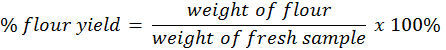 % flour yield = weight of flour / weight of fresh sample x 100%